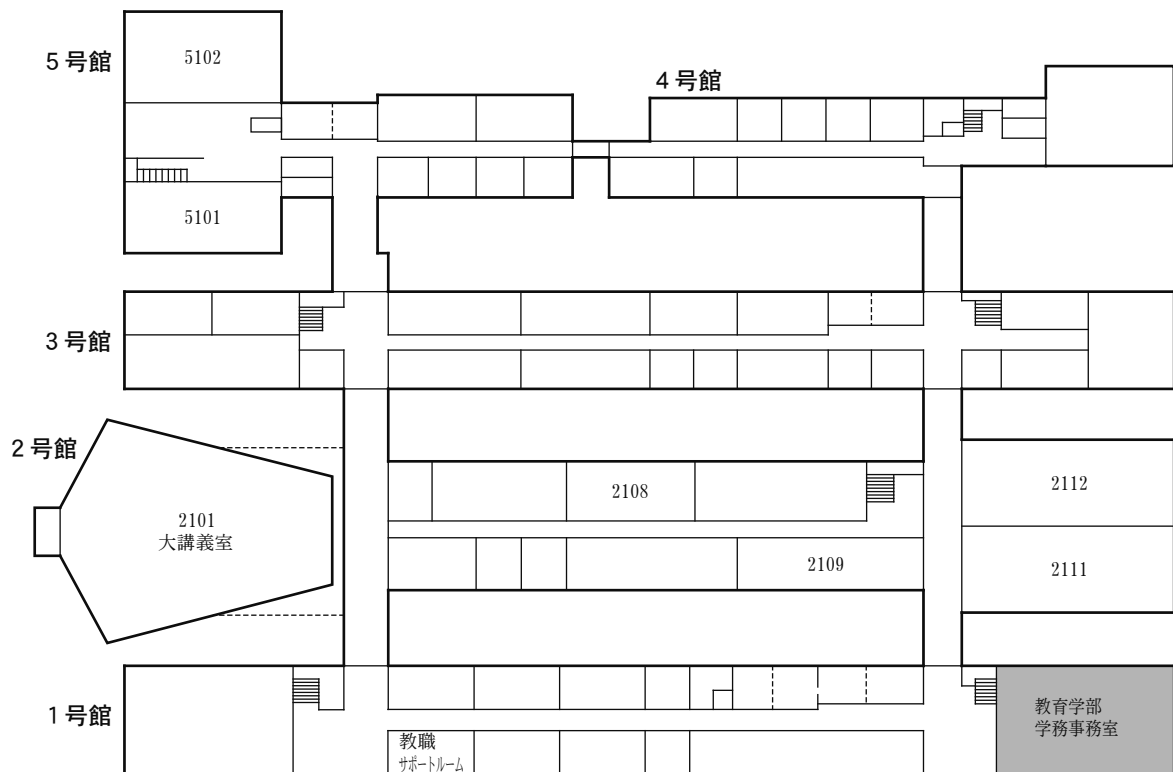 5 号館
5102
4 号館
5101
3 号館
2 号館
2101
大講義室
2108
2109
2112
2111
1 号館
教職
サポートルーム
教育学部
学務事務室